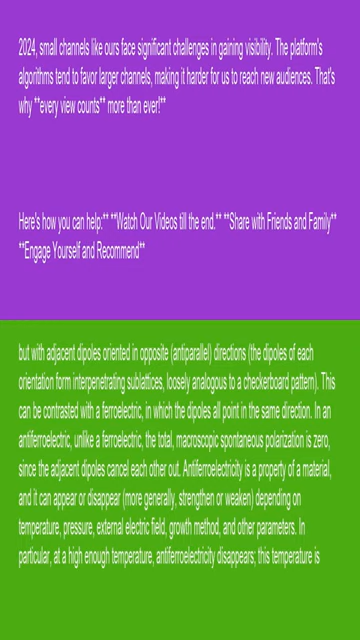 2024, small channels like ours face significant challenges in gaining visibility. The platform's
algorithms tend to favor larger channels, making it harder for us to reach new audiences. That's
why **every view counts** more than ever!**
Here's how you can help:** **Watch Our Videos till the end.** **Share with Friends and Family**
**Engage Yourself and Recommend**
but with adjacent dipoles oriented in opposite (antiparallel) directions (the dipoles of each
orientation form interpenetrating sublattices, loosely analogous to a checkerboard pattern). This
can be contrasted with a ferroelectric, in which the dipoles all point in the same direction. In an
antiferroelectric, unlike a ferroelectric, the total, macroscopic spontaneous polarization is zero,
since the adjacent dipoles cancel each other out. Antiferroelectricity is a property of a material,
and it can appear or disappear (more generally, strengthen or weaken) depending on
temperature, pressure, external electric field, growth method, and other parameters. In
particular, at a high enough temperature, antiferroelectricity disappears; this temperature is